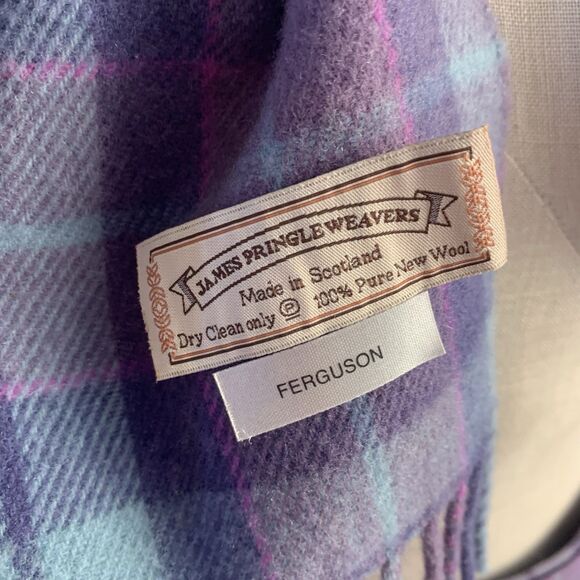 JAMES PRINGLE WEAVERS
Made in Scotland
Dry Clean only Ⓟ 100% Pure New Wool
FERGUSON